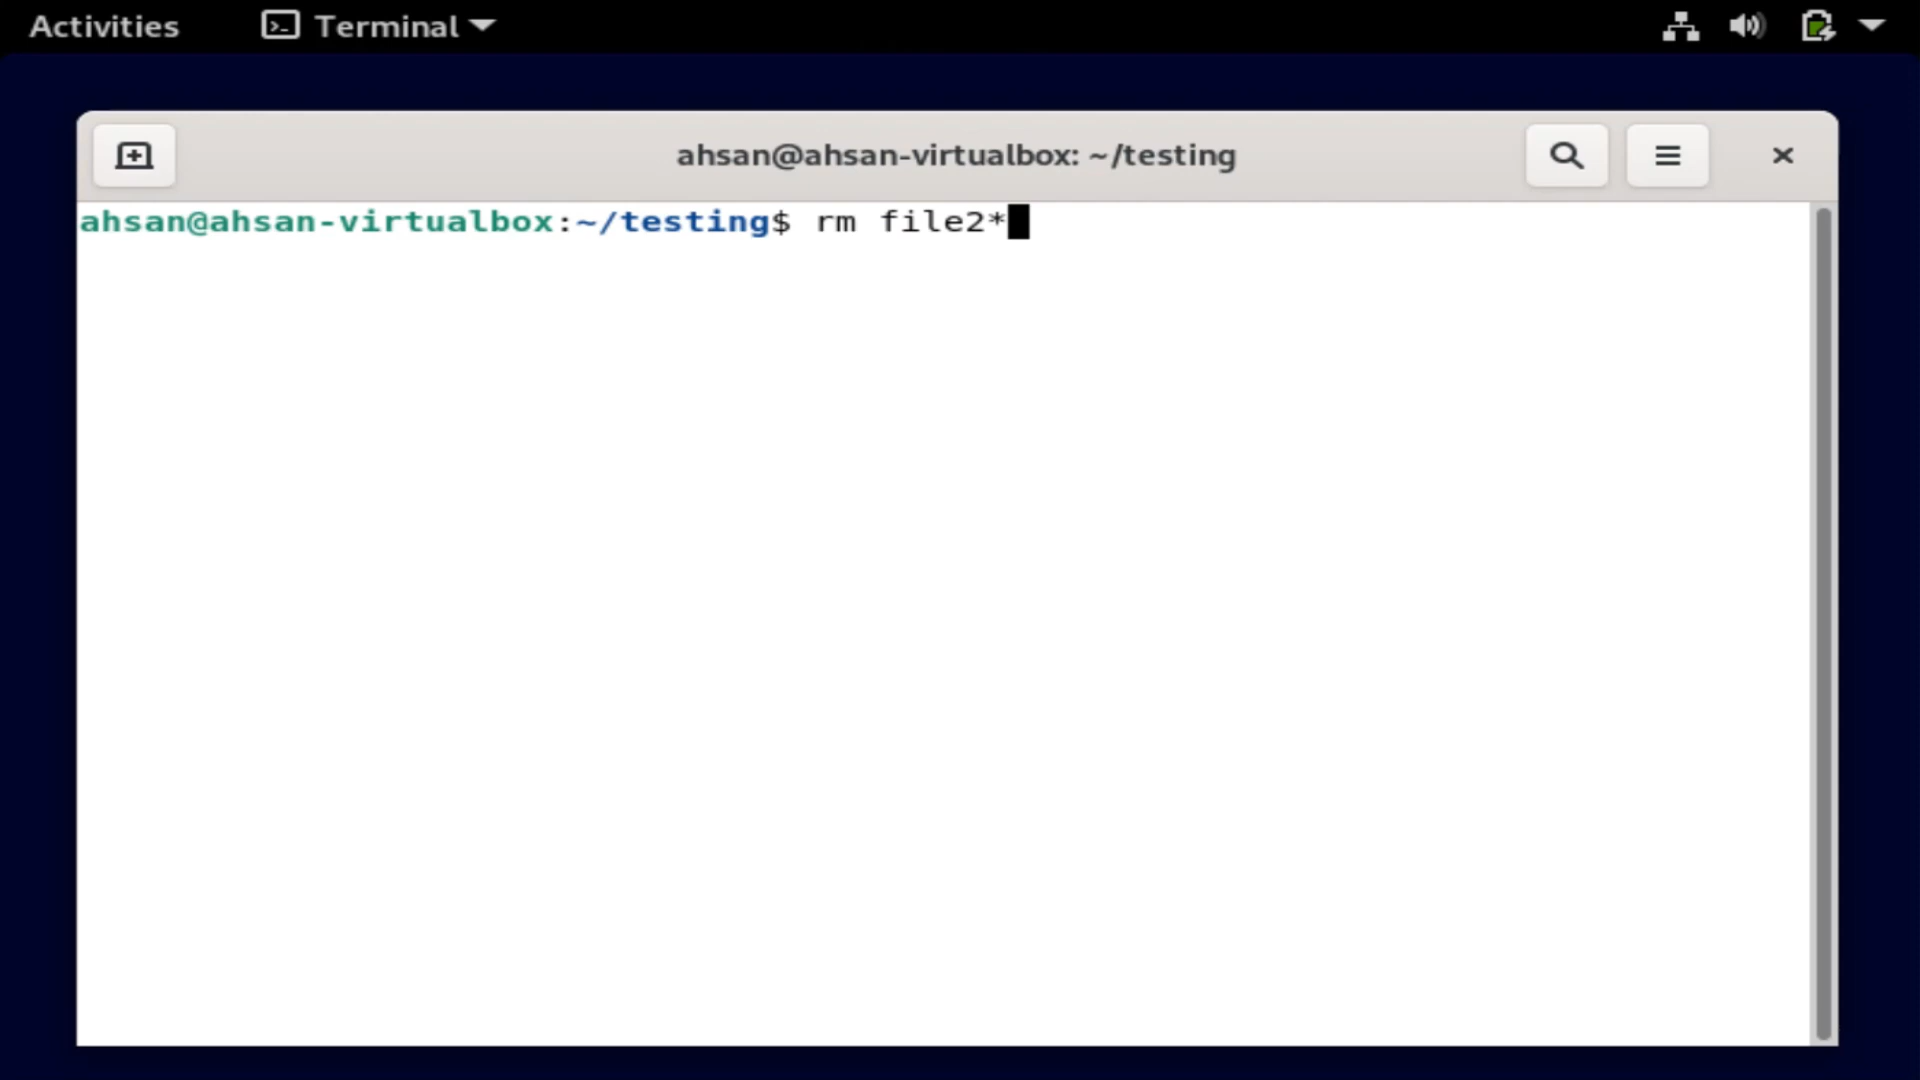 Activities Terminal
ahsan@ahsan-virtualbox: ~/testing
ahsan@ahsan-virtualbox:~/testing$ rm file2*